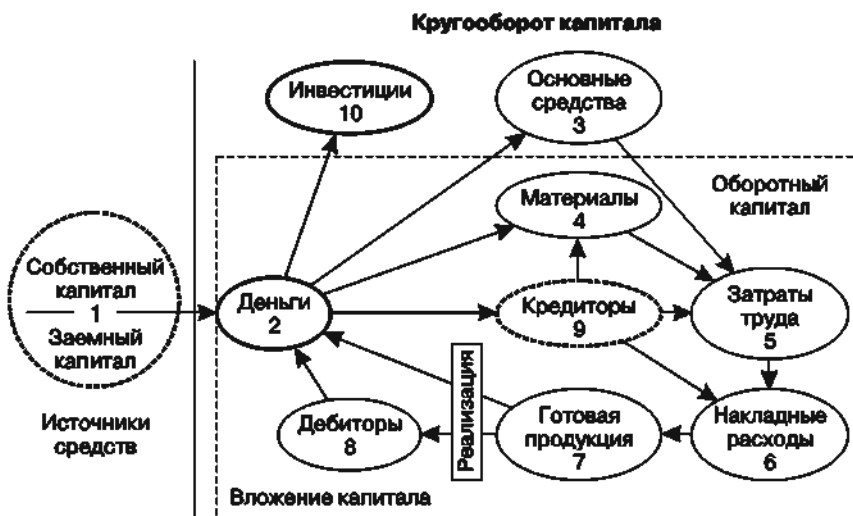 Кругооборот капитала
Инвестиции
10
Основные
средства
3
Материалы
4
Оборотный
капитал
Собственный
капитал
1
Заемный
капитал
Деньги
2
Кредиторы
9
Затраты
труда
5
Источники
средств
Дебиторы
8
Реализация
Готовая
продукция
7
Накладные
расходы
6
Вложение капитала